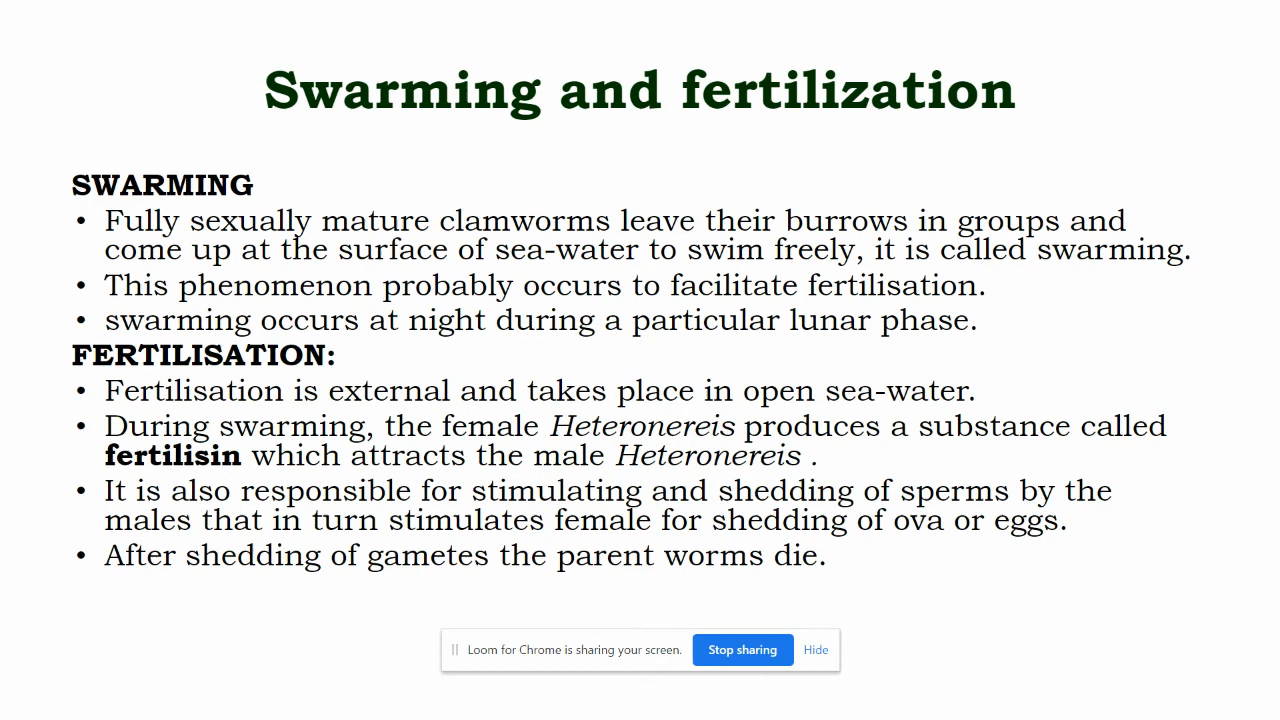 Swarming and fertilization
SWARMING
• Fully sexually mature clamworms leave their burrows in groups and
come up at the surface of sea-water to swim freely, it is called swarming.
• This phenomenon probably occurs to facilitate fertilisation.
• swarming occurs at night during a particular lunar phase.
FERTILISATION:
• Fertilisation is external and takes place in open sea-water.
• During swarming, the female Heteronereis produces a substance called
fertilisin which attracts the male Heteronereis .
• It is also responsible for stimulating and shedding of sperms by the
males that in turn stimulates female for shedding of ova or eggs.
• After shedding of gametes the parent worms die.
Loom for Chrome is sharing your screen. Stop sharing Hide